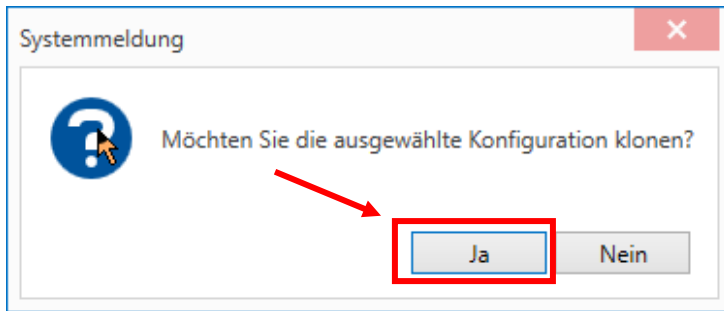 Systemmeldung
Möchten Sie die ausgewählte Konfiguration klonen?
Ja
Nein